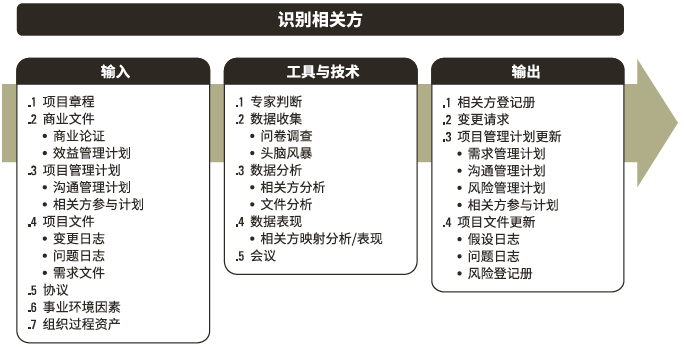 识别相关方
输入
.1 项目章程
.2 商业文件
• 商业论证
• 效益管理计划
.3 项目管理计划
• 沟通管理计划
• 相关方参与计划
.4 项目文件
• 变更日志
• 问题日志
• 需求文件
.5 协议
.6 事业环境因素
.7 组织过程资产
工具与技术
.1 专家判断
.2 数据收集
• 问卷调查
• 头脑风暴
.3 数据分析
• 相关方分析
• 文件分析
.4 数据表现
• 相关方映射分析/表现
.5 会议
输出
.1 相关方登记册
.2 变更请求
.3 项目管理计划更新
• 需求管理计划
• 沟通管理计划
• 风险管理计划
• 相关方参与计划
.4 项目文件更新
• 假设日志
• 问题日志
• 风险登记册